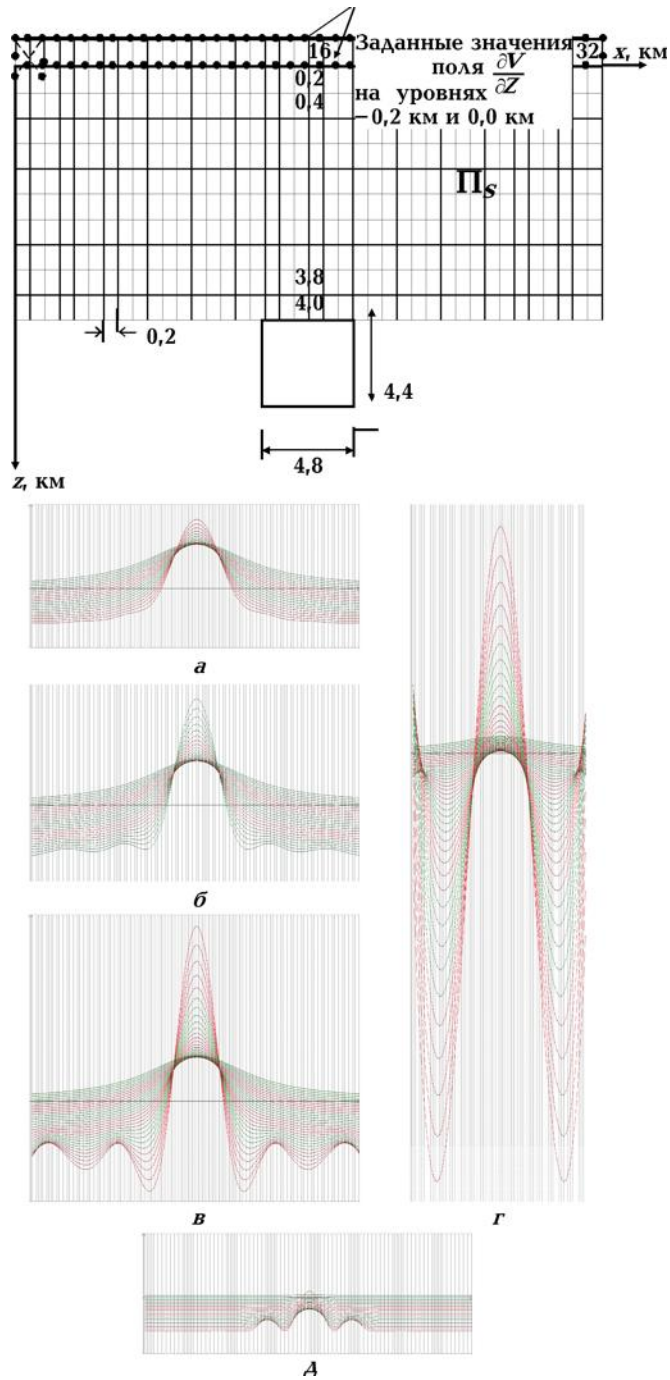 16
Заданные значения
поля ∂V/∂Z
на уровнях
−0,2 км и 0,0 км
32
x, км
0,2
0,4
Π_S
3,8
4,0
0,2
4,4
4,8
z, км
а
б
в
г
д